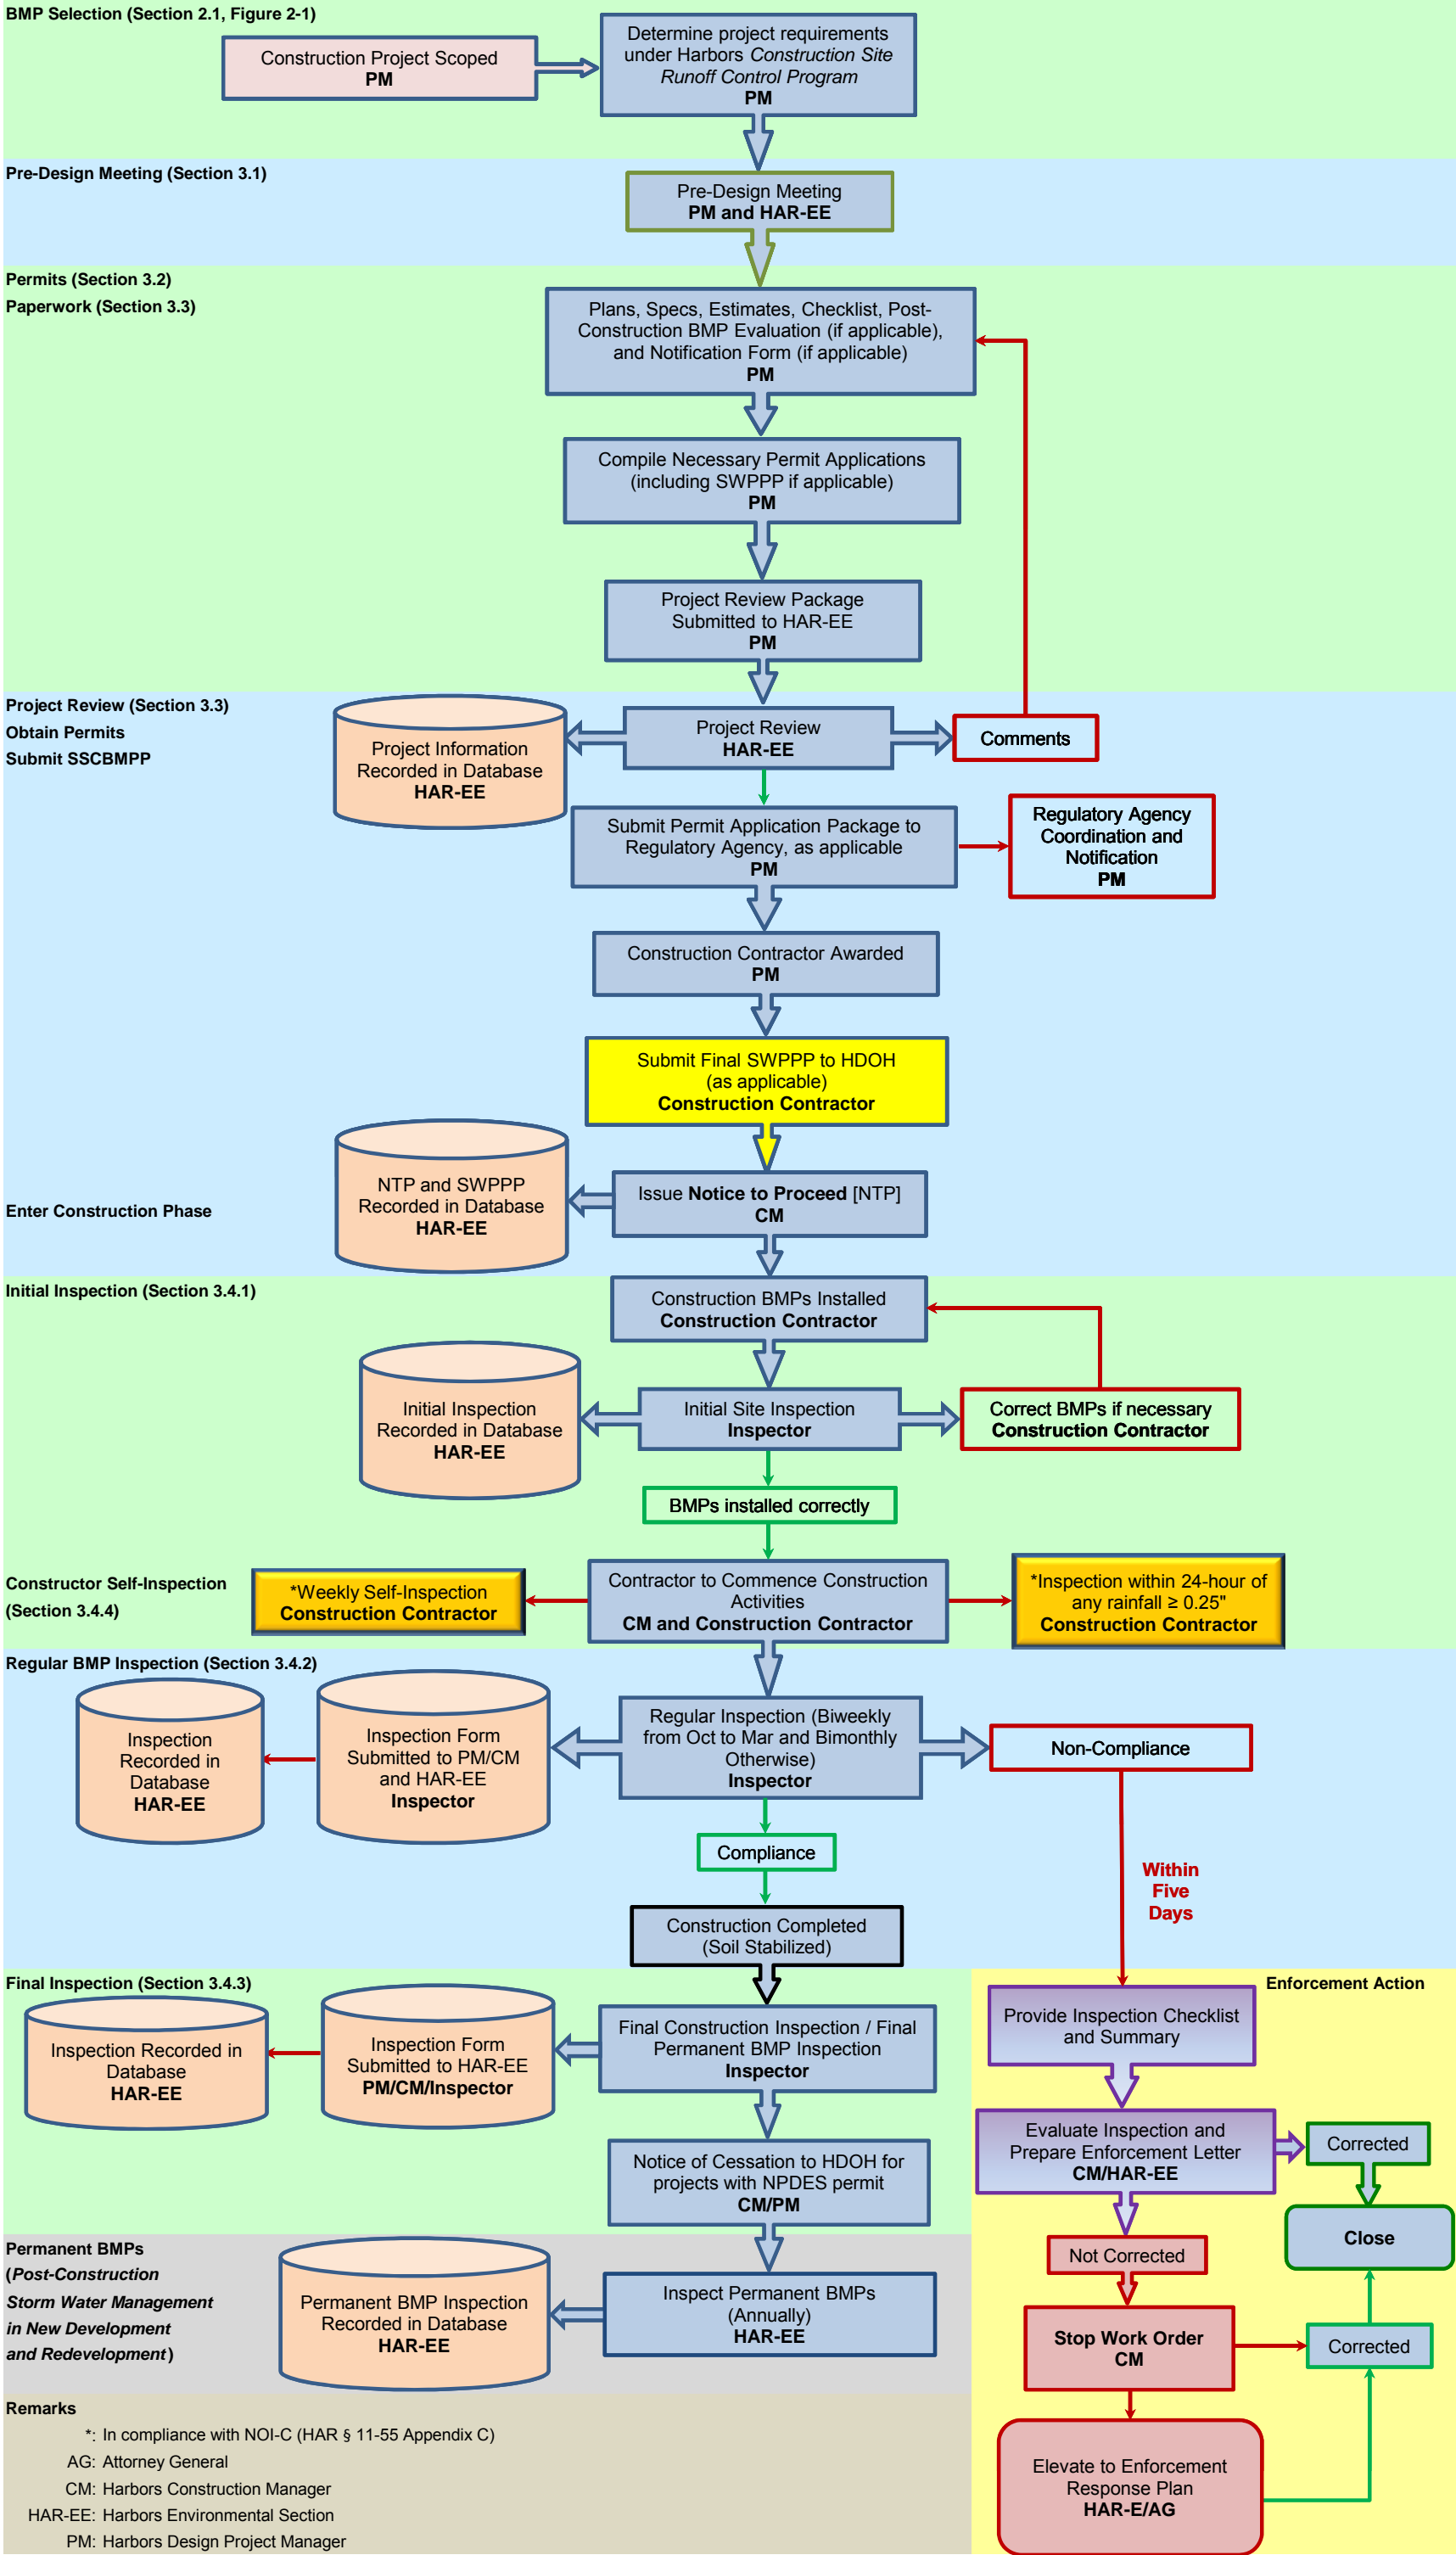 BMP Selection (Section 2.1, Figure 2-1)
Construction Project Scoped
PM
Determine project requirements
under Harbors Construction Site
Runoff Control Program
PM
Pre-Design Meeting (Section 3.1)
Pre-Design Meeting
PM and HAR-EE
Permits (Section 3.2)
Paperwork (Section 3.3)
Plans, Specs, Estimates, Checklist, Post-
Construction BMP Evaluation (if applicable),
and Notification Form (if applicable)
PM
Compile Necessary Permit Applications
(including SWPPP if applicable)
PM
Project Review Package
Submitted to HAR-EE
PM
Project Review (Section 3.3)
Obtain Permits
Submit SSCBMPP
Project Information
Recorded in Database
HAR-EE
Project Review
HAR-EE
Comments
Submit Permit Application Package to
Regulatory Agency, as applicable
PM
Regulatory Agency
Coordination and
Notification
PM
Construction Contractor Awarded
PM
Submit Final SWPPP to HDOH
(as applicable)
Construction Contractor
Enter Construction Phase
NTP and SWPPP
Recorded in Database
HAR-EE
Issue Notice to Proceed [NTP]
CM
Initial Inspection (Section 3.4.1)
Construction BMPs Installed
Construction Contractor
Initial Inspection
Recorded in Database
HAR-EE
Initial Site Inspection
Inspector
Correct BMPs if necessary
Construction Contractor
BMPs installed correctly
Constructor Self-Inspection
(Section 3.4.4)
*Weekly Self-Inspection
Construction Contractor
Contractor to Commence Construction
Activities
CM and Construction Contractor
*Inspection within 24-hour of
any rainfall ≥ 0.25"
Construction Contractor
Regular BMP Inspection (Section 3.4.2)
Inspection
Recorded in
Database
HAR-EE
Inspection Form
Submitted to PM/CM
and HAR-EE
Inspector
Regular Inspection (Biweekly
from Oct to Mar and Bimonthly
Otherwise)
Inspector
Non-Compliance
Compliance
Within
Five
Days
Construction Completed
(Soil Stabilized)
Final Inspection (Section 3.4.3)
Inspection Recorded in
Database
HAR-EE
Inspection Form
Submitted to HAR-EE
PM/CM/Inspector
Final Construction Inspection / Final
Permanent BMP Inspection
Inspector
Enforcement Action
Provide Inspection Checklist
and Summary
Evaluate Inspection and
Prepare Enforcement Letter
CM/HAR-EE
Corrected
Notice of Cessation to HDOH for
projects with NPDES permit
CM/PM
Close
Not Corrected
Permanent BMPs
(Post-Construction
Storm Water Management
in New Development
and Redevelopment)
Permanent BMP Inspection
Recorded in Database
HAR-EE
Inspect Permanent BMPs
(Annually)
HAR-EE
Stop Work Order
CM
Corrected
Elevate to Enforcement
Response Plan
HAR-E/AG
Remarks
*: In compliance with NOI-C (HAR § 11-55 Appendix C)
AG: Attorney General
CM: Harbors Construction Manager
HAR-EE: Harbors Environmental Section
PM: Harbors Design Project Manager